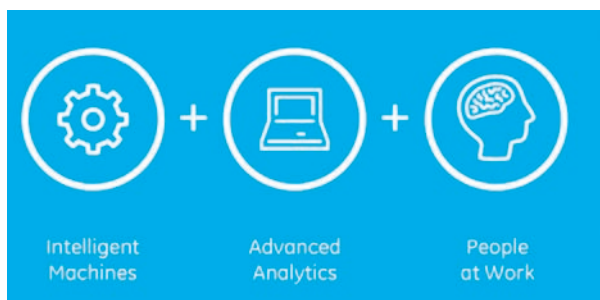 + +
Intelligent Advanced People
Machines Analytics at Work